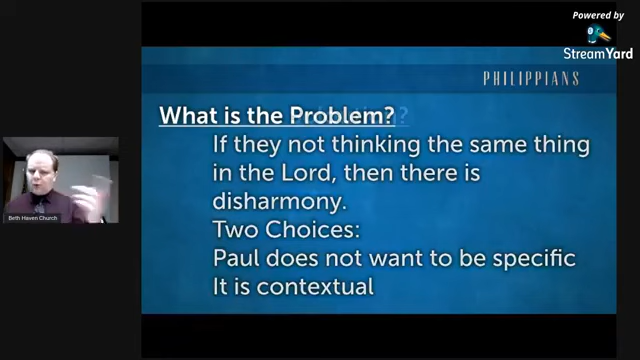 Powered by
StreamYard
PHILIPPIANS
What is the Problem?
If they not thinking the same thing
in the Lord, then there is
disharmony.
Two Choices:
Paul does not want to be specific
It is contextual
Beth Haven Church